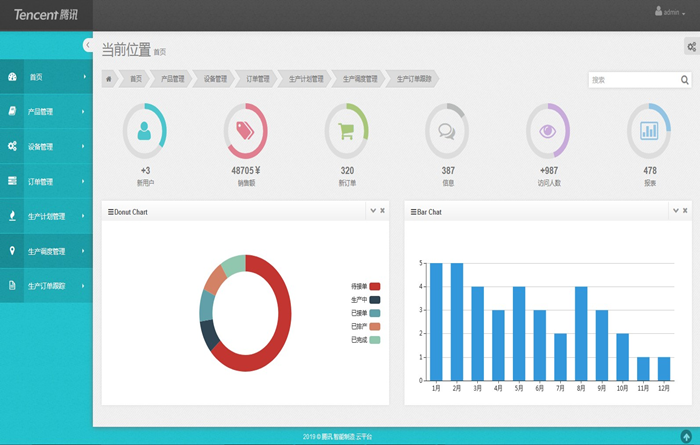 Tencent 腾讯
admin
当前位置 首页
首页 产品管理 设备管理 订单管理 生产计划管理 生产调度管理 生产订单跟踪
搜索
首页
产品管理
设备管理
订单管理
生产计划管理
生产调度管理
生产订单跟踪
+3
新用户
48705¥
销售额
320
新订单
387
信息
+987
访问人数
478
报表
Donut Chart
待接单
生产中
已接单
已投产
已完成
Bar Chat
5
4
3
2
1
0
1月 2月 3月 4月 5月 6月 7月 8月 9月 10月 11月 12月
2019 © 腾讯 智能制造 云平台